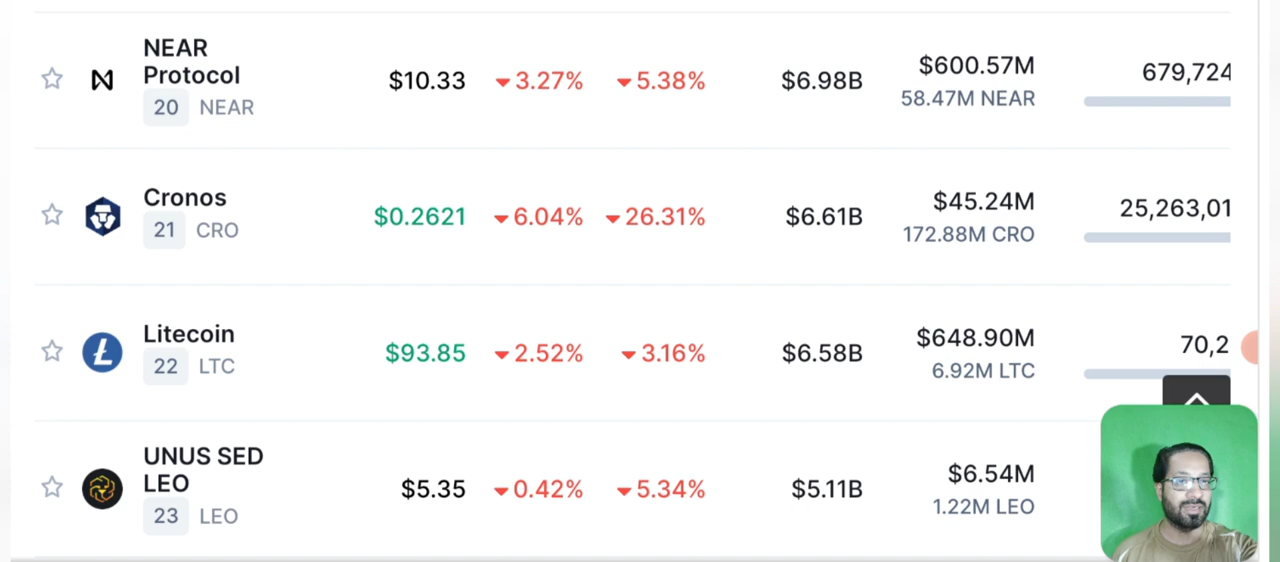 NEAR
Protocol
20 NEAR
$10.33
3.27%
5.38%
$6.98B
$600.57M
58.47M NEAR
679,724
Cronos
21 CRO
$0.2621
6.04%
26.31%
$6.61B
$45.24M
172.88M CRO
25,263,01
Litecoin
22 LTC
$93.85
2.52%
3.16%
$6.58B
$648.90M
6.92M LTC
70,2
UNUS SED
LEO
23 LEO
$5.35
0.42%
5.34%
$5.11B
$6.54M
1.22M LEO